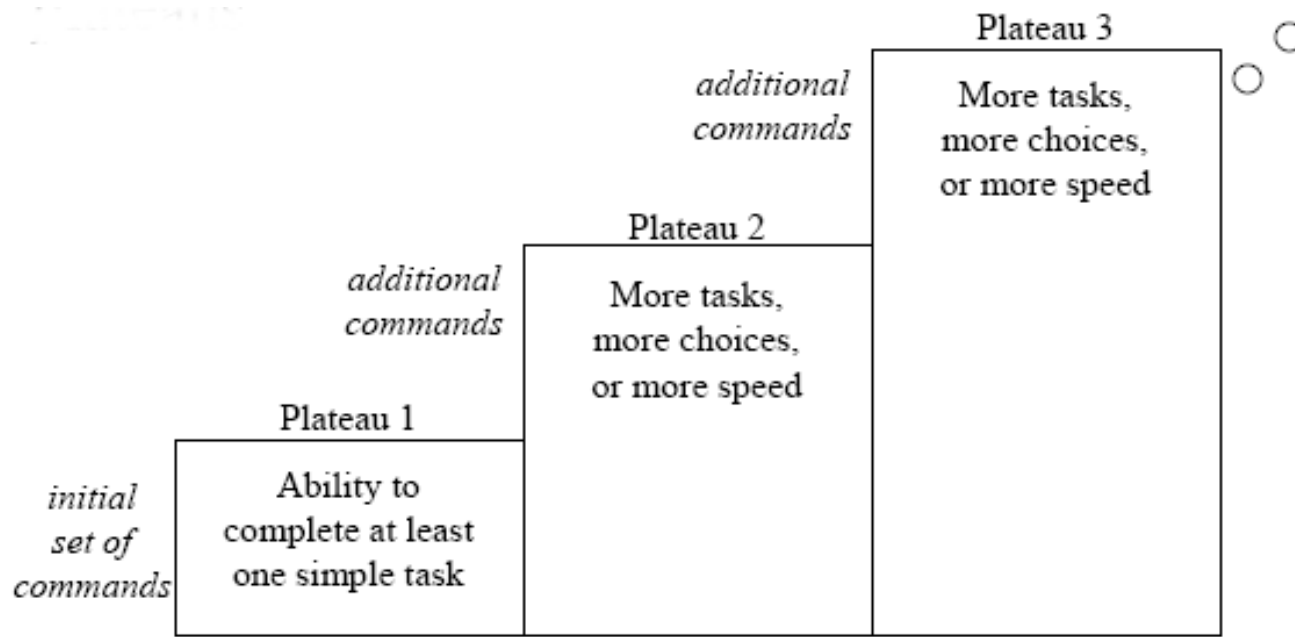 Plateau 3
additional
commands
More tasks,
more choices,
or more speed
Plateau 2
additional
commands
More tasks,
more choices,
or more speed
Plateau 1
initial
set of
commands
Ability to
complete at least
one simple task